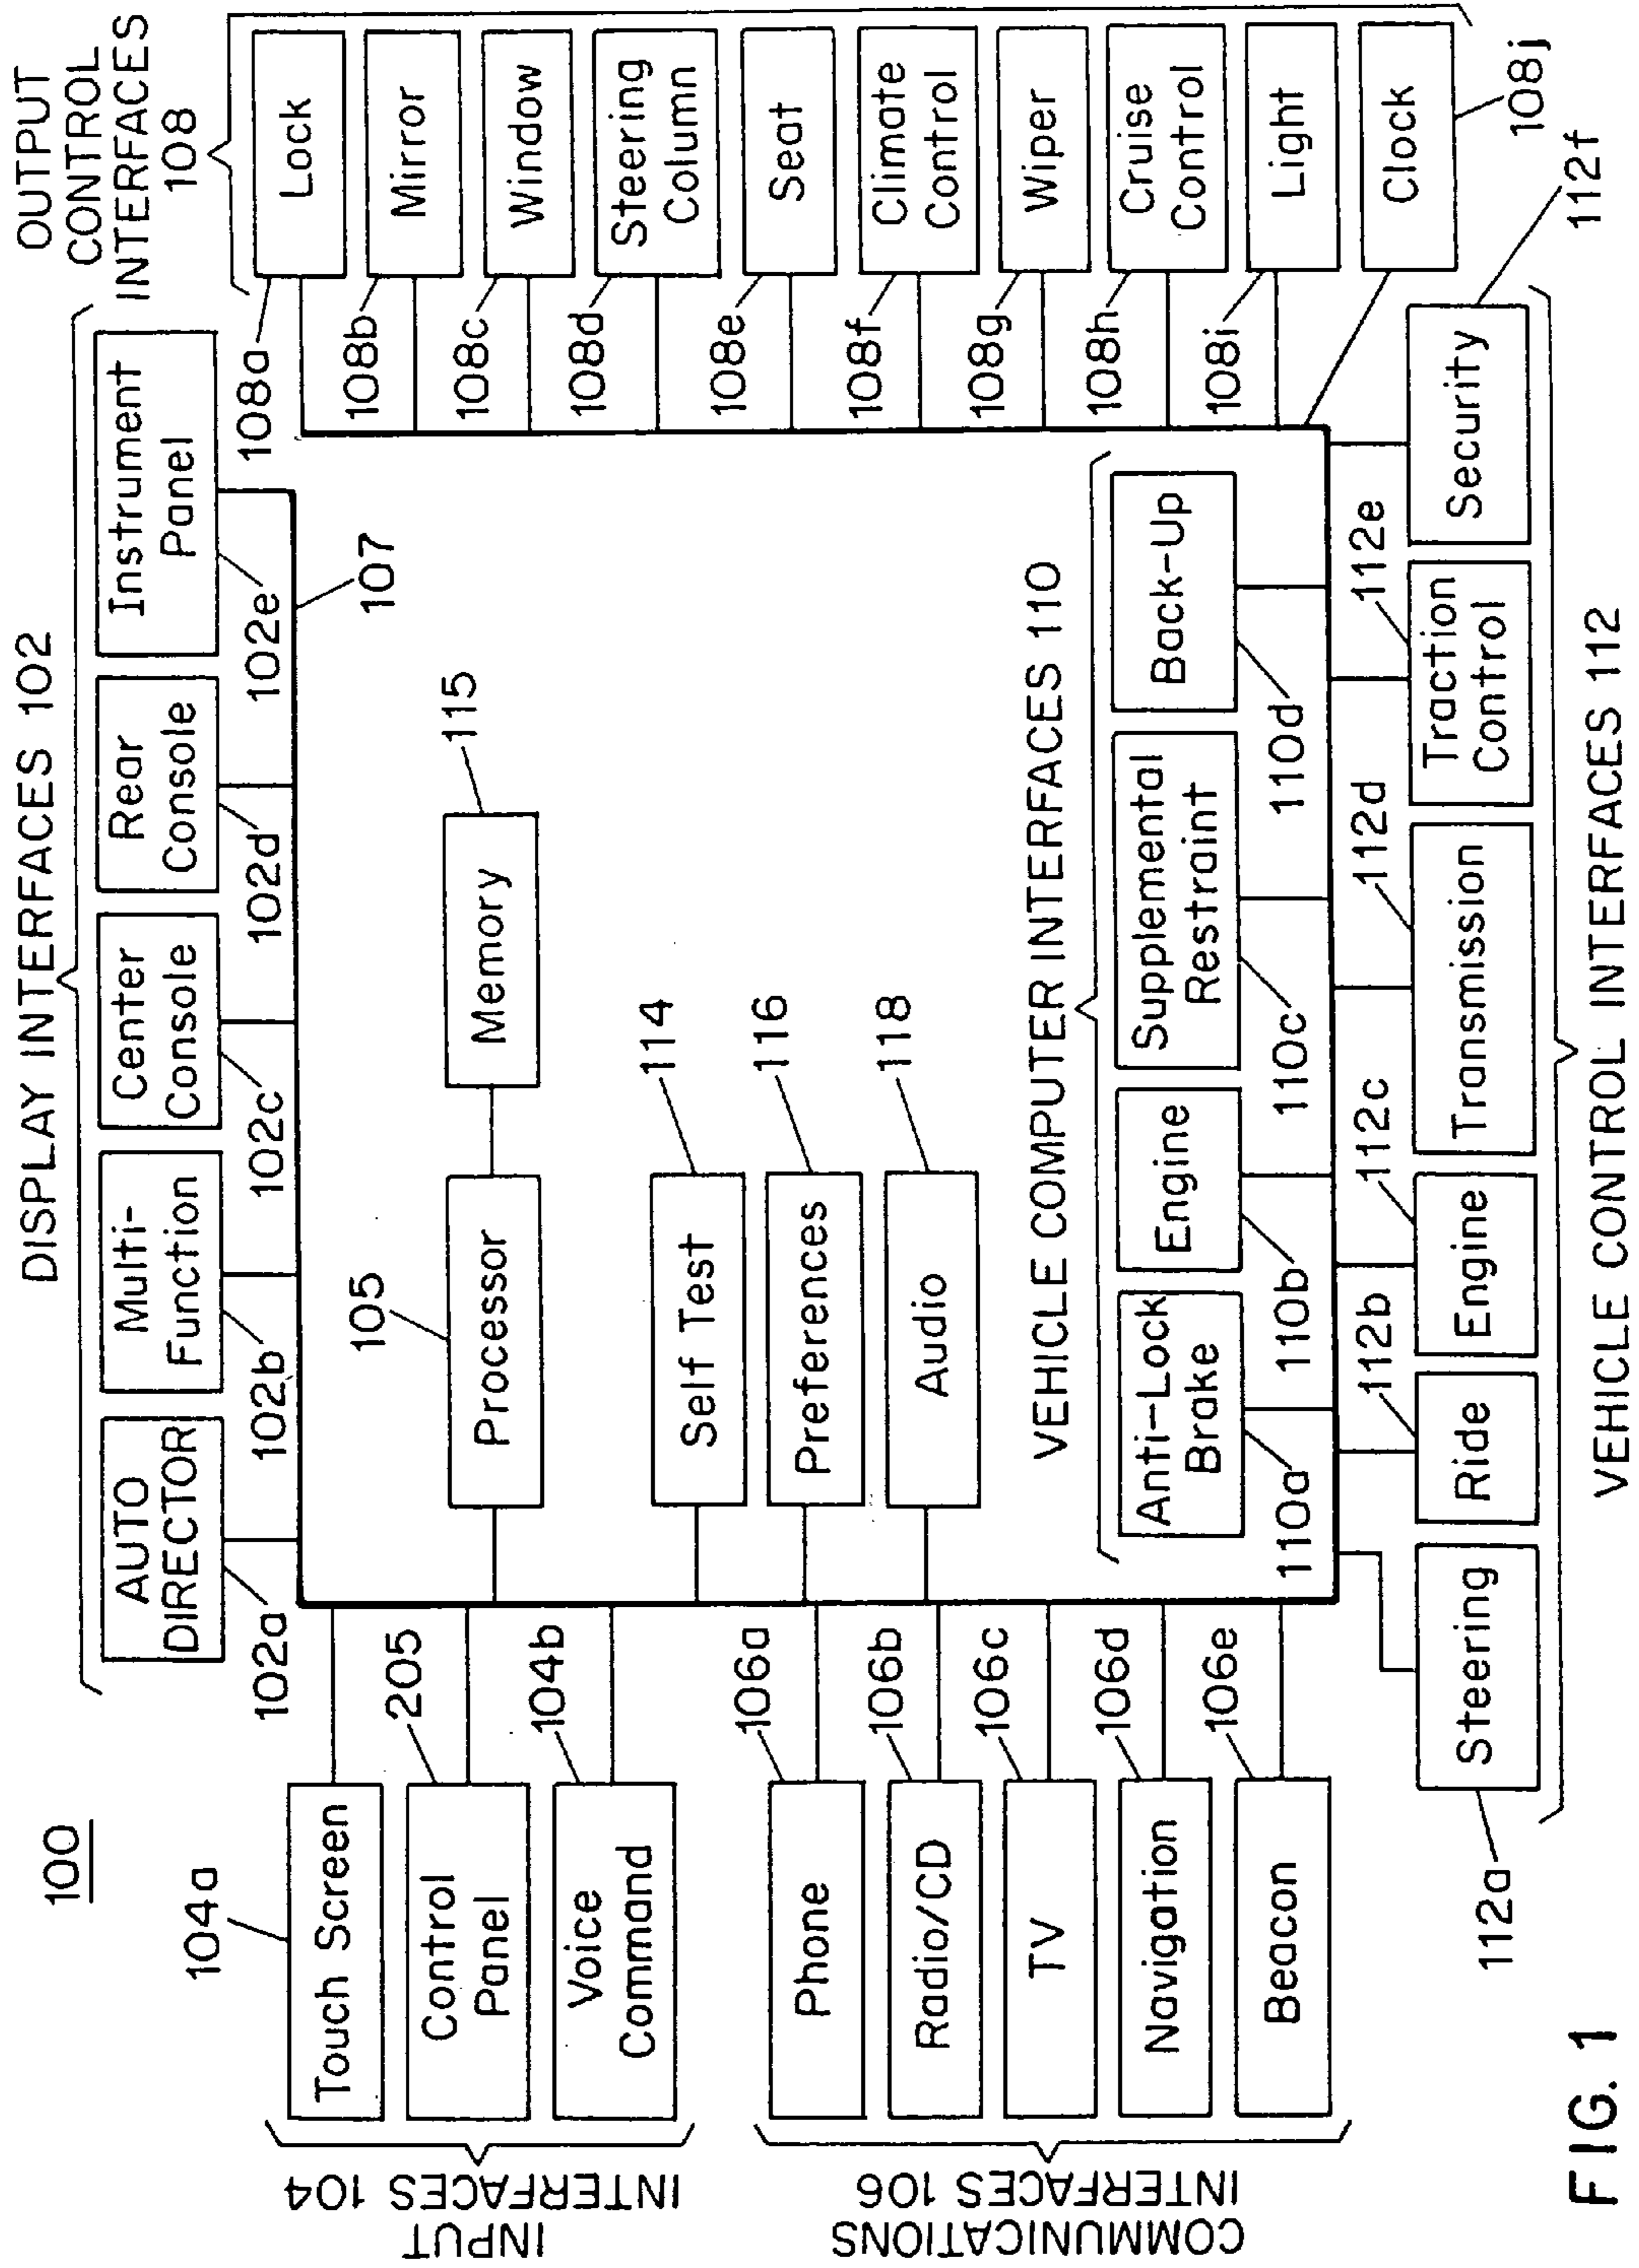 100
DISPLAY INTERFACES 102
AUTO
DIRECTOR
102a
Multi-
Function
102b
Center
Console
102c
Rear
Console
102d
Instrument
Panel
102e
107
OUTPUT
CONTROL
INTERFACES
108
Lock
108a
Mirror
108b
Window
108c
Steering
Column
108d
Seat
108e
Climate
Control
108f
Wiper
108g
Cruise
Control
108h
Light
108i
Clock
108j
INPUT
INTERFACES 104
104a
Touch Screen
Control
Panel
205
Voice
Command
104b
COMMUNICATIONS
INTERFACES 106
Phone
106a
Radio/CD
106b
TV
106c
Navigation
106d
Beacon
106e
105
Processor
Memory
115
Self Test
114
Preferences
116
Audio
118
VEHICLE COMPUTER INTERFACES 110
Anti-Lock
Brake
110a
Engine
110b
Supplemental
Restraint
110c
Back-Up
110d
Steering
112a
Ride
112b
Engine
112c
Transmission
112d
Traction
Control
112e
Security
112f
VEHICLE CONTROL INTERFACES 112
FIG. 1